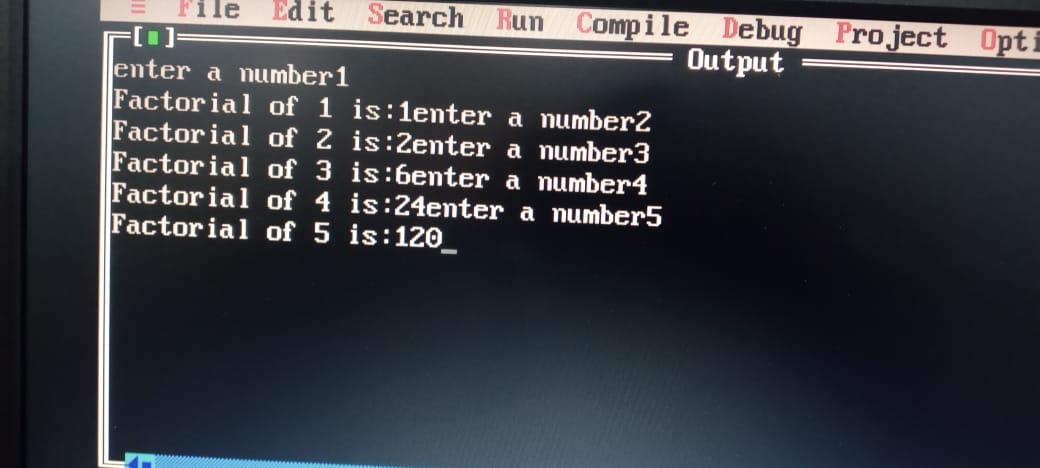 ≡ File Edit Search Run Compile Debug Project Opti
[■] Output
enter a number1
Factorial of 1 is:1enter a number2
Factorial of 2 is:2enter a number3
Factorial of 3 is:6enter a number4
Factorial of 4 is:24enter a number5
Factorial of 5 is:120_